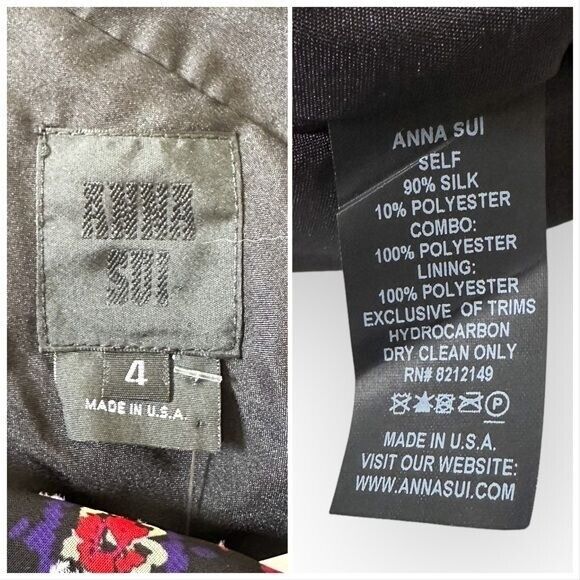 ANNA
SUI
4
MADE IN U.S.A.
ANNA SUI
SELF
90% SILK
10% POLYESTER
COMBO:
100% POLYESTER
LINING:
100% POLYESTER
EXCLUSIVE OF TRIMS
HYDROCARBON
DRY CLEAN ONLY
RN# 8212149
MADE IN U.S.A.
VISIT OUR WEBSITE:
WWW.ANNASUI.COM